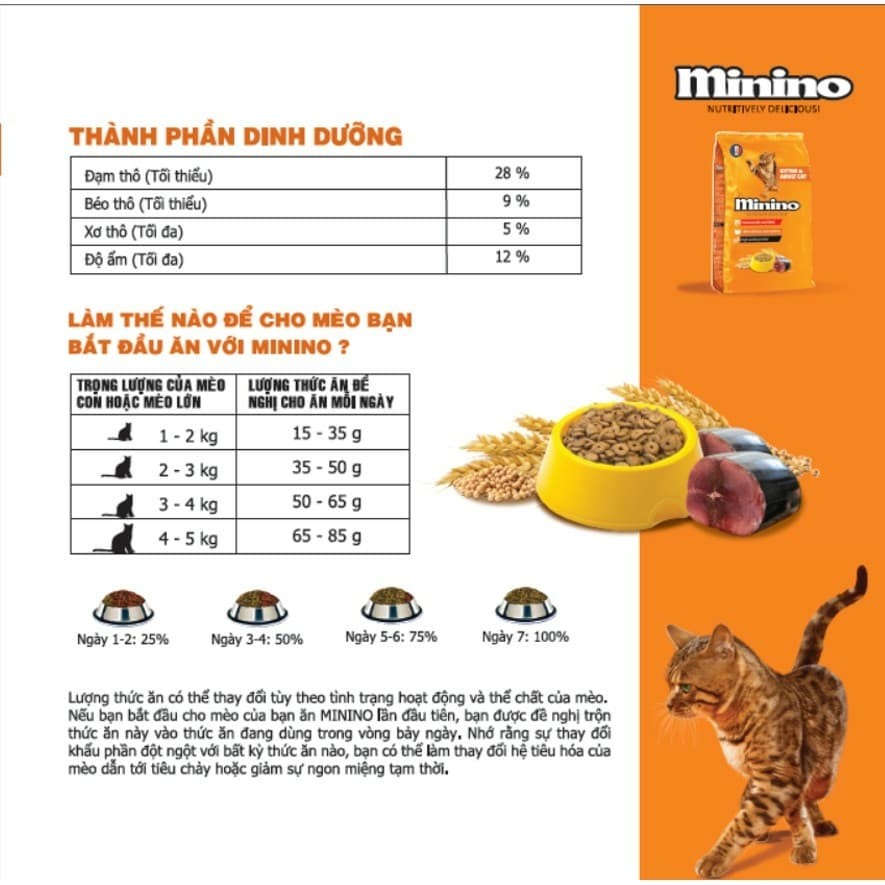 minino
NUTRITIVELY DELICIOUS!
THÀNH PHẦN DINH DƯỠNG
Đạm thô (Tối thiểu) 28 %
Béo thô (Tối thiểu) 9 %
Xơ thô (Tối đa) 5 %
Độ ẩm (Tối đa) 12 %
minino
LÀM THẾ NÀO ĐỂ CHO MÈO BẠN
BẮT ĐẦU ĂN VỚI MININO ?
TRỌNG LƯỢNG CỦA MÈO
CON HOẶC MÈO LỚN
LƯỢNG THỨC ĂN ĐỀ
NGHỊ CHO ĂN MỖI NGÀY
1 - 2 kg 15 - 35 g
2 - 3 kg 35 - 50 g
3 - 4 kg 50 - 65 g
4 - 5 kg 65 - 85 g
Ngày 1-2: 25% Ngày 3-4: 50% Ngày 5-6: 75% Ngày 7: 100%
Lượng thức ăn có thể thay đổi tùy theo tình trạng hoạt động và thể chất của mèo.
Nếu bạn bắt đầu cho mèo của bạn ăn MININO lần đầu tiên, bạn được đề nghị trộn
thức ăn này vào thức ăn đang dùng trong vòng bảy ngày. Nhớ rằng sự thay đổi
khẩu phần đột ngột với bất kỳ thức ăn nào, bạn có thể làm thay đổi hệ tiêu hóa của
mèo dẫn tới tiêu chảy hoặc giảm sự ngon miệng tạm thời.